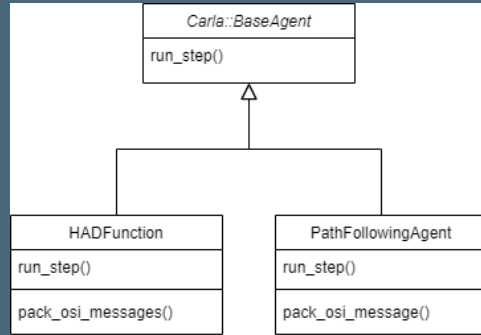 Carla::BaseAgent
run_step()
HADFunction
run_step()
pack_osi_messages()
PathFollowingAgent
run_step()
pack_osi_message()